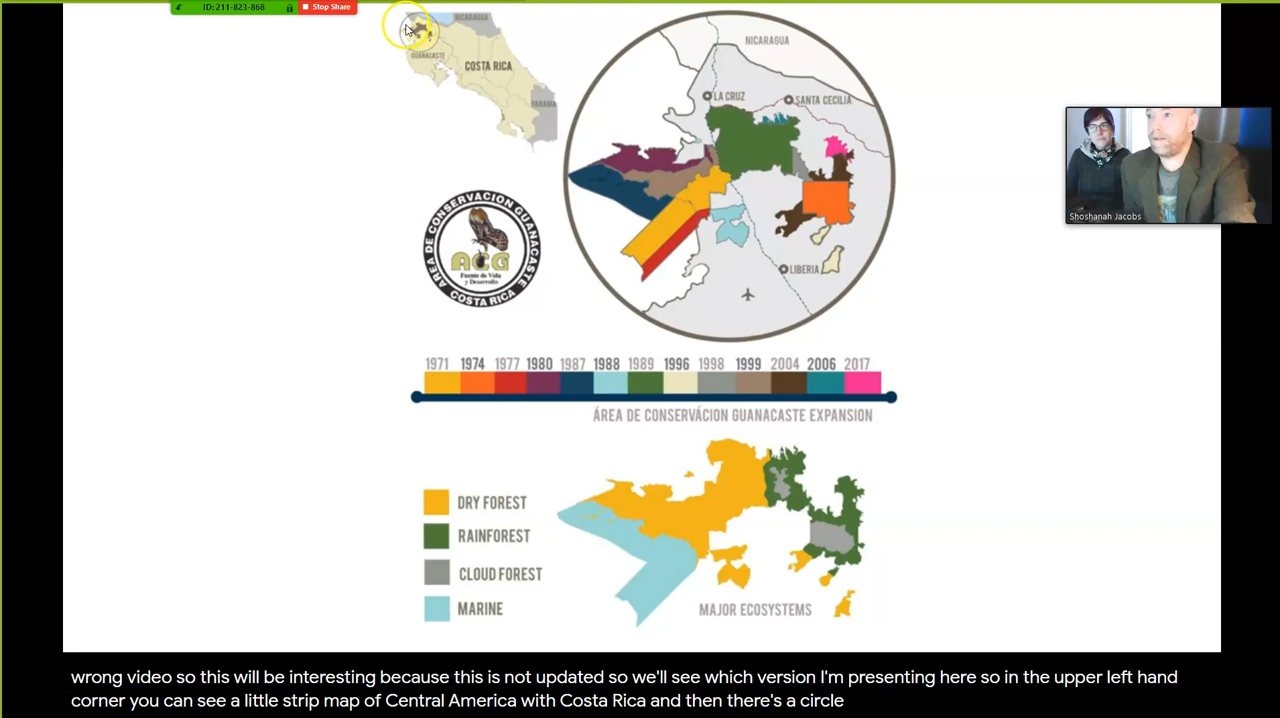 ID: 211-823-868
Stop Share
NICARAGUA
GUANACASTE
COSTA RICA
PANAMA
NICARAGUA
LA CRUZ
SANTA CECILIA
LIBERIA
ÁREA DE CONSERVACION GUANACASTE
ACG
Fuente de Vida
y Desarrollo
COSTA RICA
Shoshanah Jacobs
1971 1974 1977 1980 1987 1988 1989 1996 1998 1999 2004 2006 2017
ÁREA DE CONSERVÁCION GUANACASTE EXPANSION
DRY FOREST
RAINFOREST
CLOUD FOREST
MARINE
MAJOR ECOSYSTEMS
wrong video so this will be interesting because this is not updated so we'll see which version I'm presenting here so in the upper left hand
corner you can see a little strip map of Central America with Costa Rica and then there's a circle